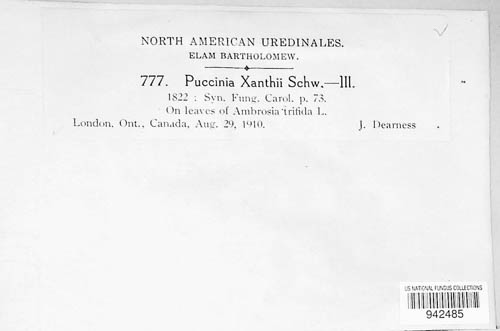 NORTH AMERICAN UREDINALES.
ELAM BARTHOLOMEW.
777. Puccinia Xanthii Schw.—III.
1822 : Syn. Fung. Carol. p. 73.
On leaves of Ambrosia trifida L.
London, Ont., Canada, Aug. 29, 1910. J. Dearness
US NATIONAL FUNGUS COLLECTIONS
942485